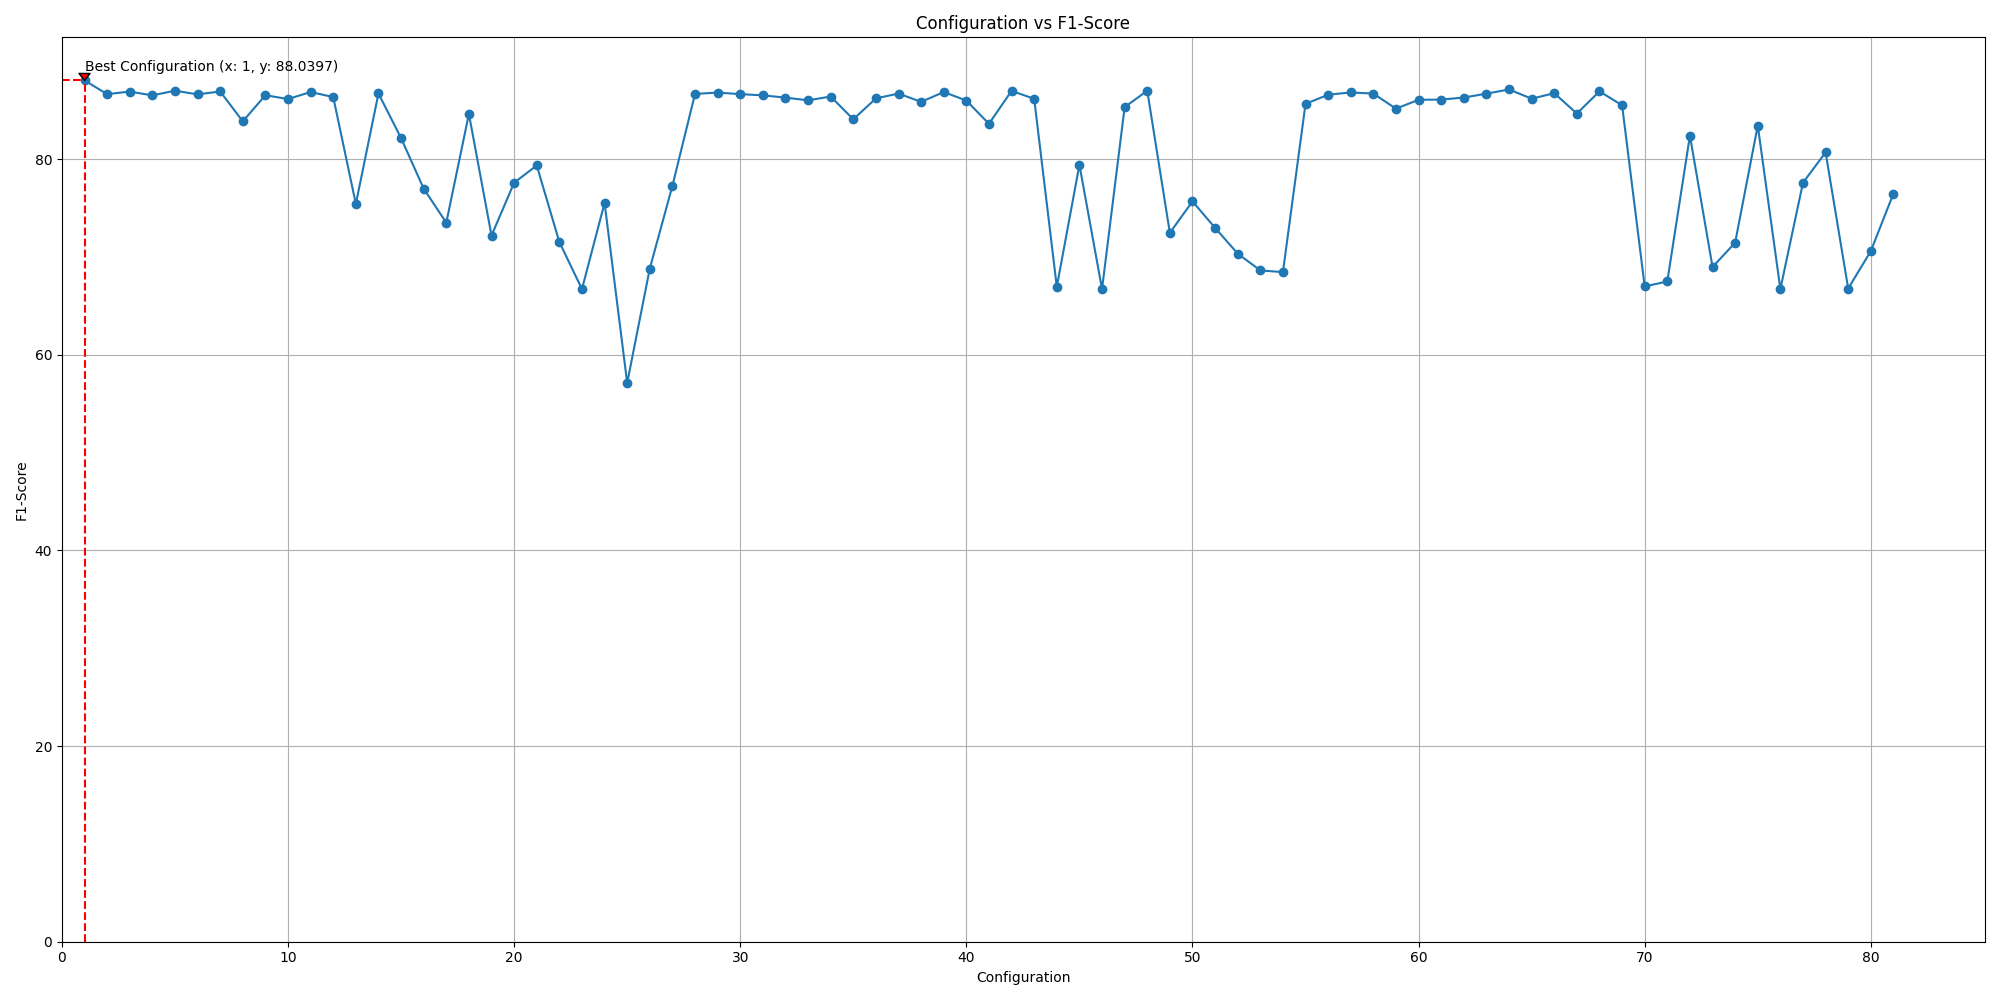 Configuration vs F1-Score
Best Configuration (x: 1, y: 88.0397)
80
60
40
20
0
F1-Score
0 10 20 30 40 50 60 70 80
Configuration